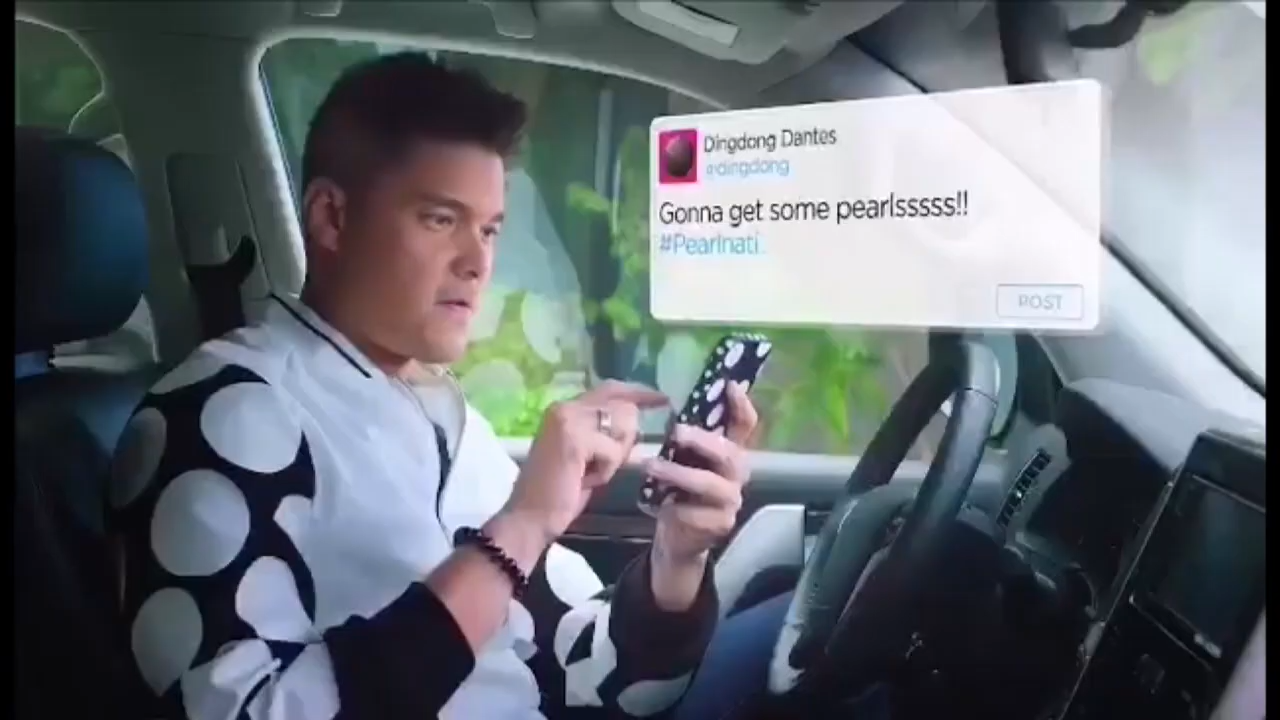 Dingdong Dantes
@dingdong
Gonna get some pearlsssss!!
#Pearlnati
POST